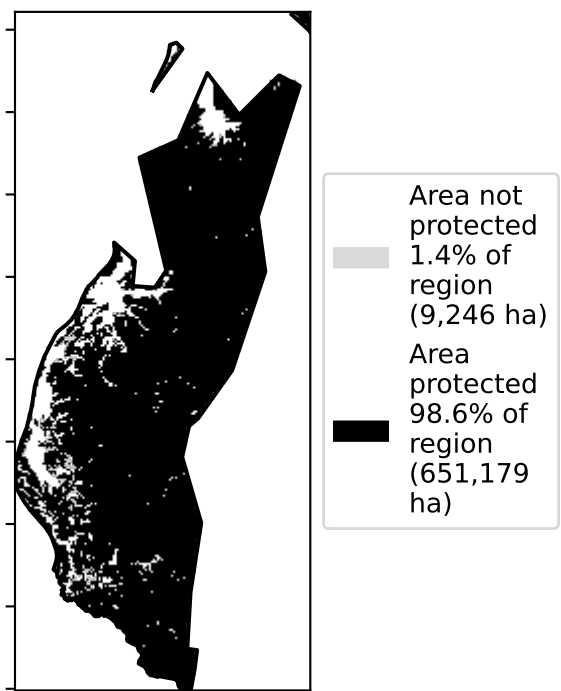 Area not
protected
1.4% of
region
(9,246 ha)
Area
protected
98.6% of
region
(651,179
ha)